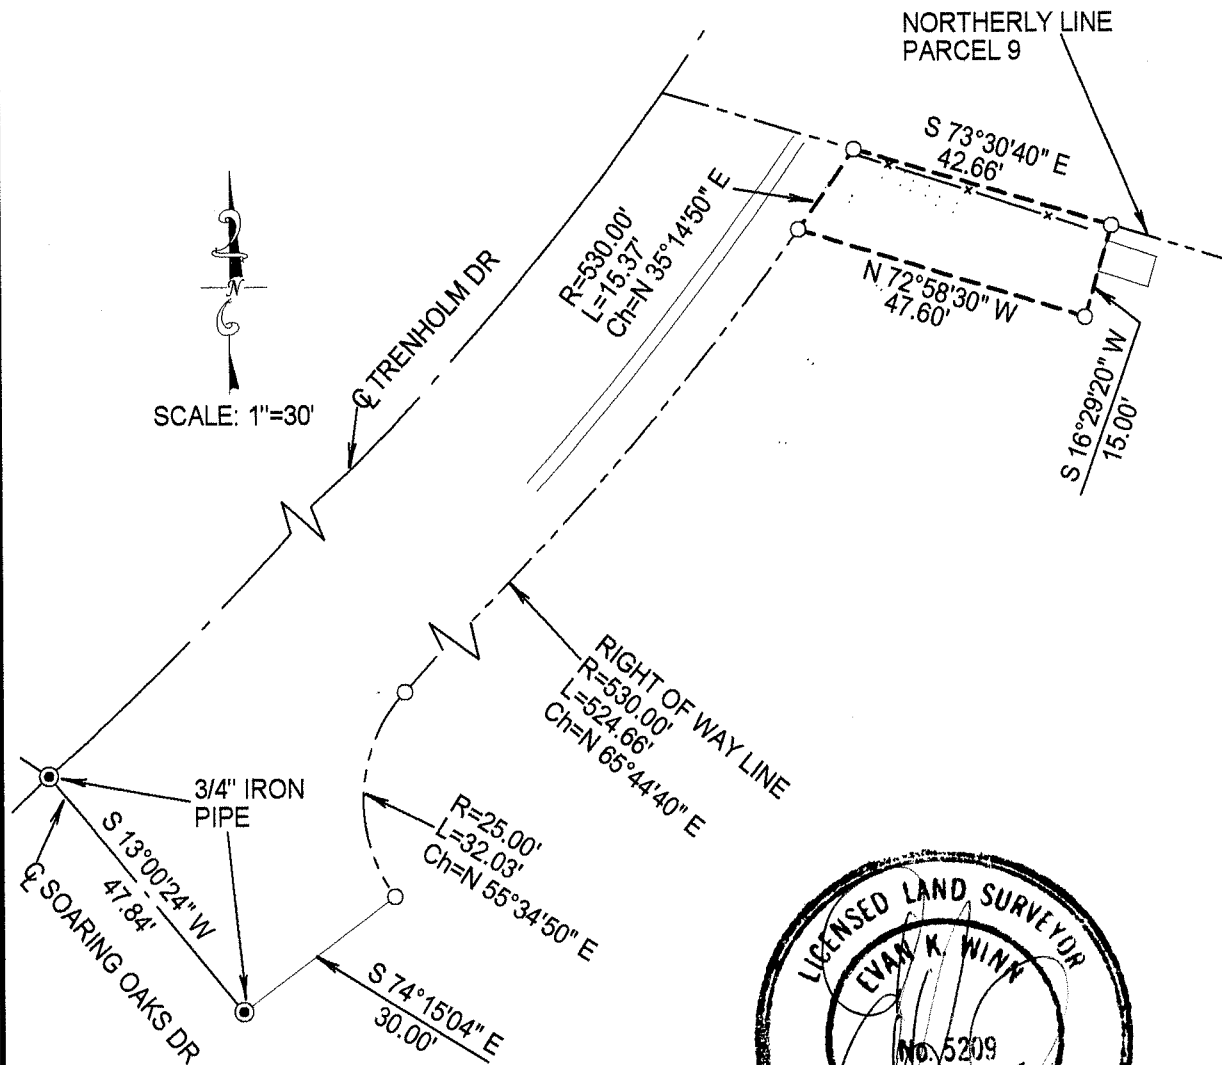 NORTHERLY LINE
PARCEL 9
S 73°30'40" E
42.66'
R=530.00'
L=15.37'
Ch=N 35°14'50" E
N 72°58'30" W
47.60'
S 16°29'20" W
15.00'
N
SCALE: 1"=30'
℄ TRENHOLM DR
RIGHT OF WAY LINE
R=530.00'
L=524.66'
Ch=N 65°44'40" E
3/4" IRON
PIPE
S 13°00'24" W
47.84'
℄ SOARING OAKS DR
R=25.00'
L=32.03'
Ch=N 55°34'50" E
S 74°15'04" E
30.00'
LICENSED LAND SURVEYOR
EVAN K WINN
No. 5209